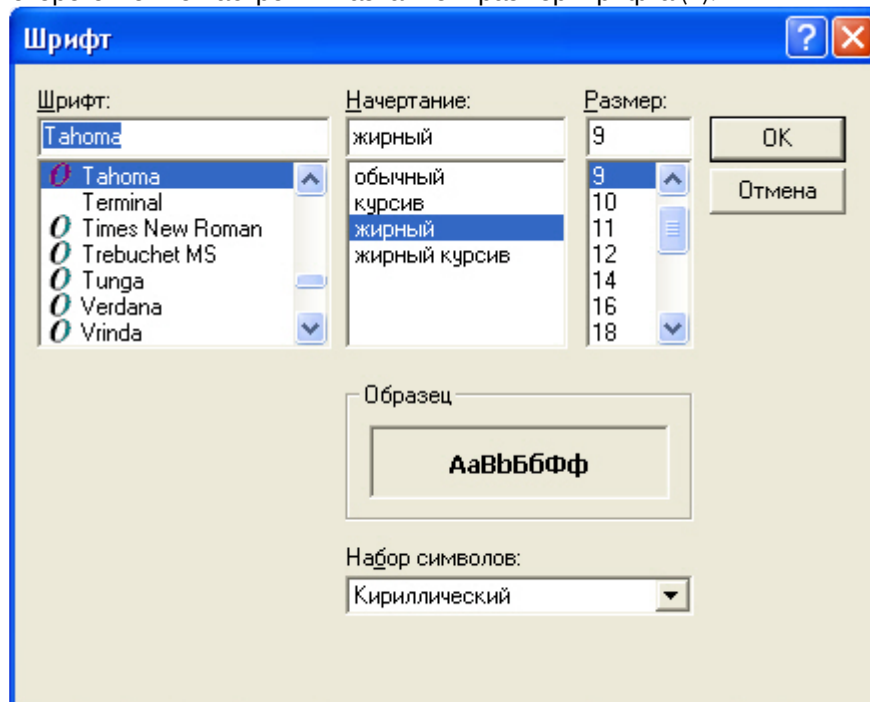 Шрифт
Шрифт:
Начертание:
Размер:
Tahoma
жирный
9
OK
Tahoma
обычный
9
Отмена
Terminal
курсив
10
Times New Roman
жирный
11
Trebuchet MS
жирный курсив
12
Tunga
14
Verdana
16
Vrinda
18
Образец
АаBbБбФф
Набор символов:
Кириллический